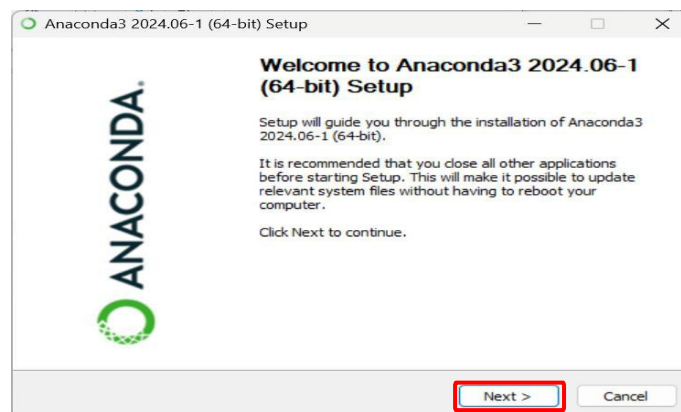 Anaconda3 2024.06-1 (64-bit) Setup
Welcome to Anaconda3 2024.06-1
(64-bit) Setup
Setup will guide you through the installation of Anaconda3
2024.06-1 (64-bit).
It is recommended that you close all other applications
before starting Setup. This will make it possible to update
relevant system files without having to reboot your
computer.
Click Next to continue.
ANACONDA.
Next >
Cancel